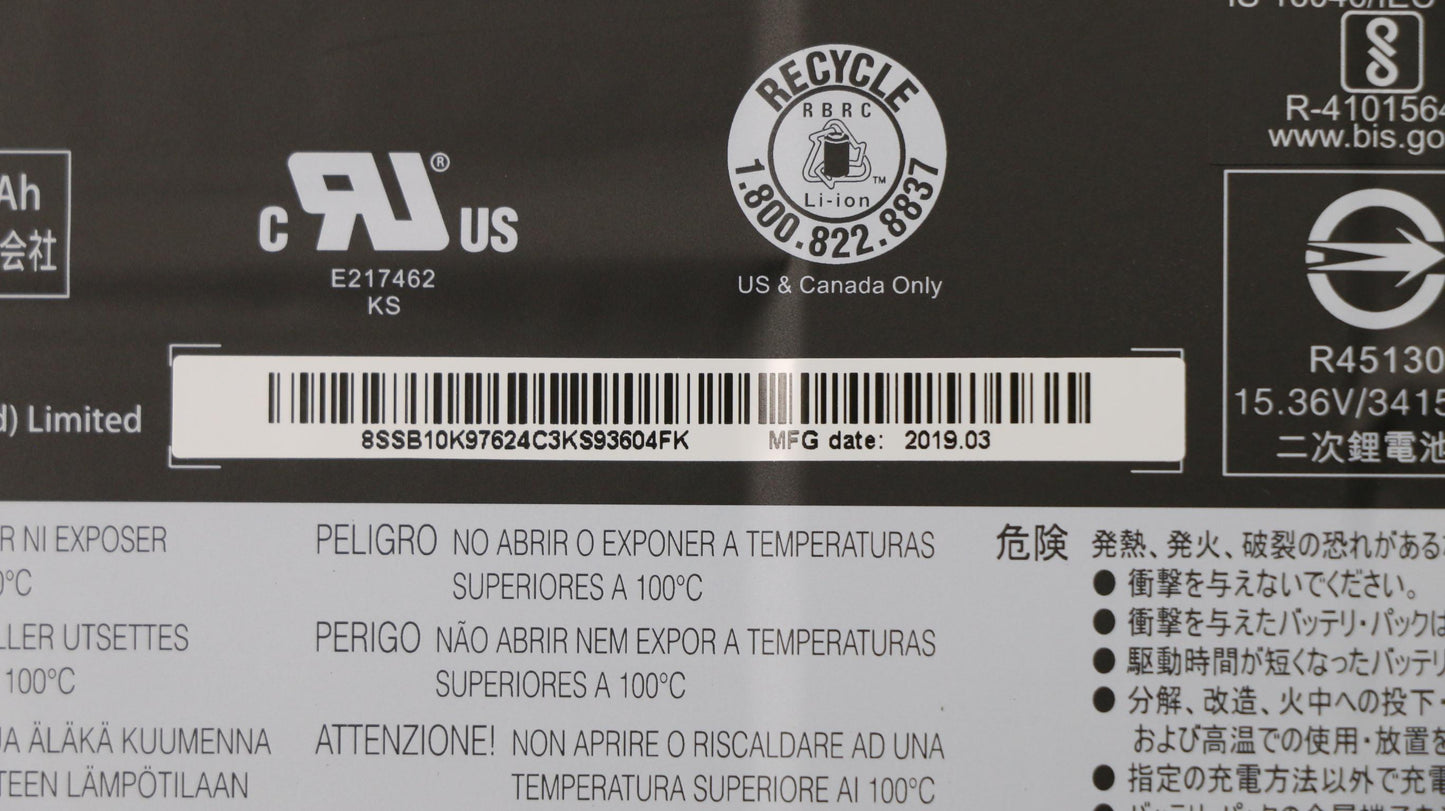 RECYCLE
RBRC
Li-ion
TM
1.800.822.8837
US & Canada Only
R-410156
www.bis.go
Ah
会社
C RU® US
E217462
KS
R45130
15.36V/3415
二次鋰電池
d) Limited
8SSB10K97624C3KS93604FK MFG date: 2019.03
R NI EXPOSER
0°C
LLER UTSETTES
100°C
JA ÄLÄKÄ KUUMENNA
TEEN LÄMPÖTILAAN
PELIGRO NO ABRIR O EXPONER A TEMPERATURAS
SUPERIORES A 100°C
PERIGO NÃO ABRIR NEM EXPOR A TEMPERATURAS
SUPERIORES A 100°C
ATTENZIONE! NON APRIRE O RISCALDARE AD UNA
TEMPERATURA SUPERIORE AI 100°C
危険 発熱、発火、破裂の恐れがある
● 衝撃を与えないでください。
● 衝撃を与えたバッテリ・パックは
● 駆動時間が短くなったバッテリ
● 分解、改造、火中への投下・
および高温での使用・放置を
● 指定の充電方法以外で充電